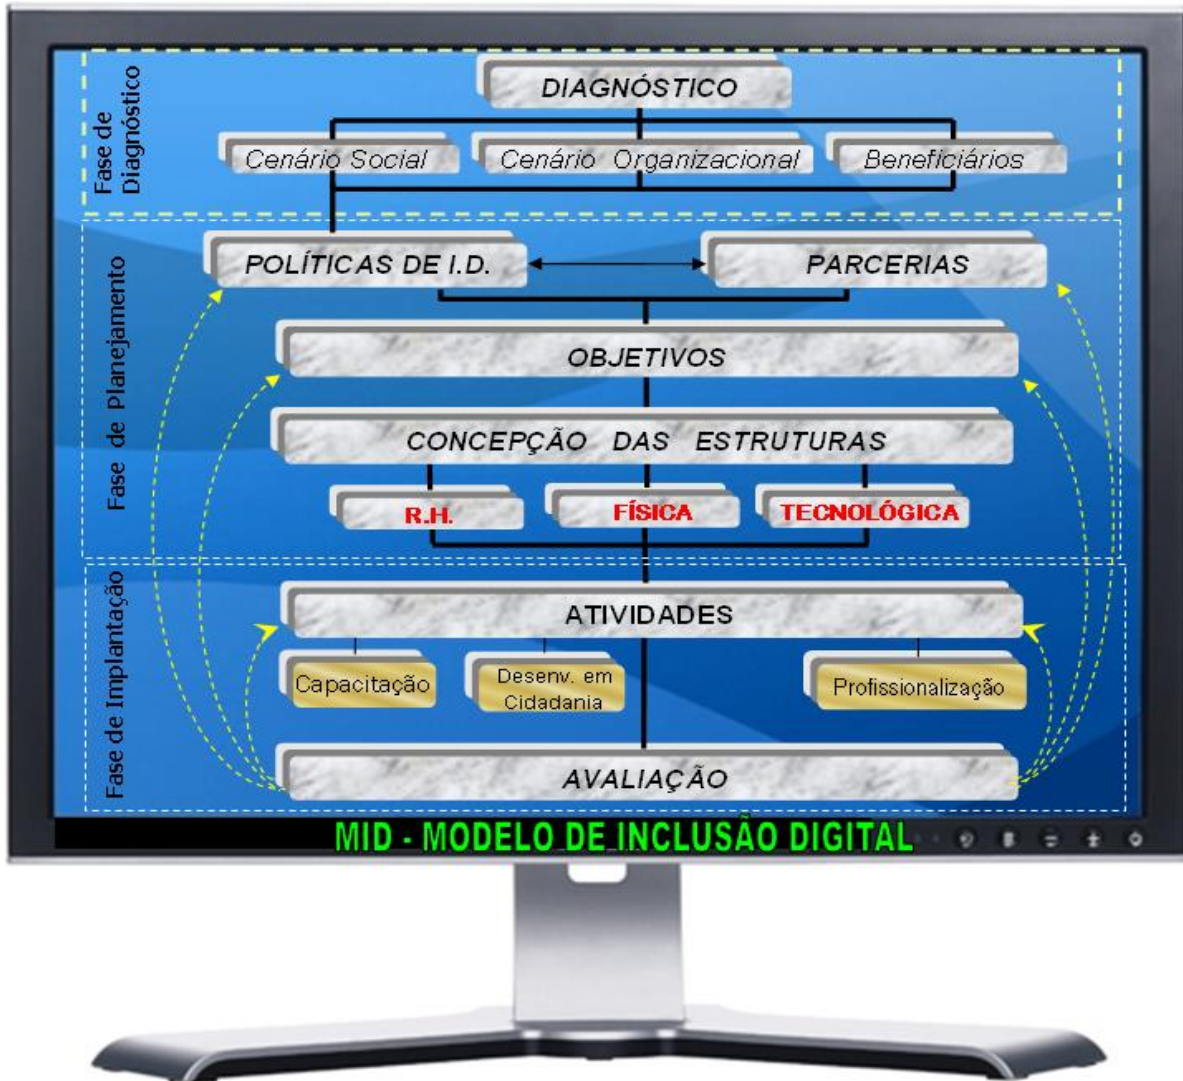 Fase de
Diagnóstico
DIAGNÓSTICO
Cenário Social
Cenário Organizacional
Beneficiários
Fase de Planejamento
POLÍTICAS DE I.D.
PARCERIAS
OBJETIVOS
CONCEPÇÃO DAS ESTRUTURAS
R.H.
FÍSICA
TECNOLÓGICA
Fase de Implantação
ATIVIDADES
Capacitação
Desenv. em
Cidadania
Profissionalização
AVALIAÇÃO
MID - MODELO DE INCLUSÃO DIGITAL